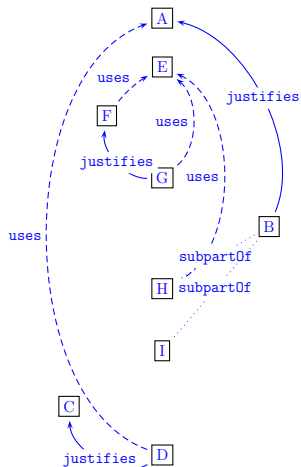 A
E
uses
justifies
F
uses
justifies
G
uses
B
uses
subpartOf
H
subpartOf
I
C
D
justifies